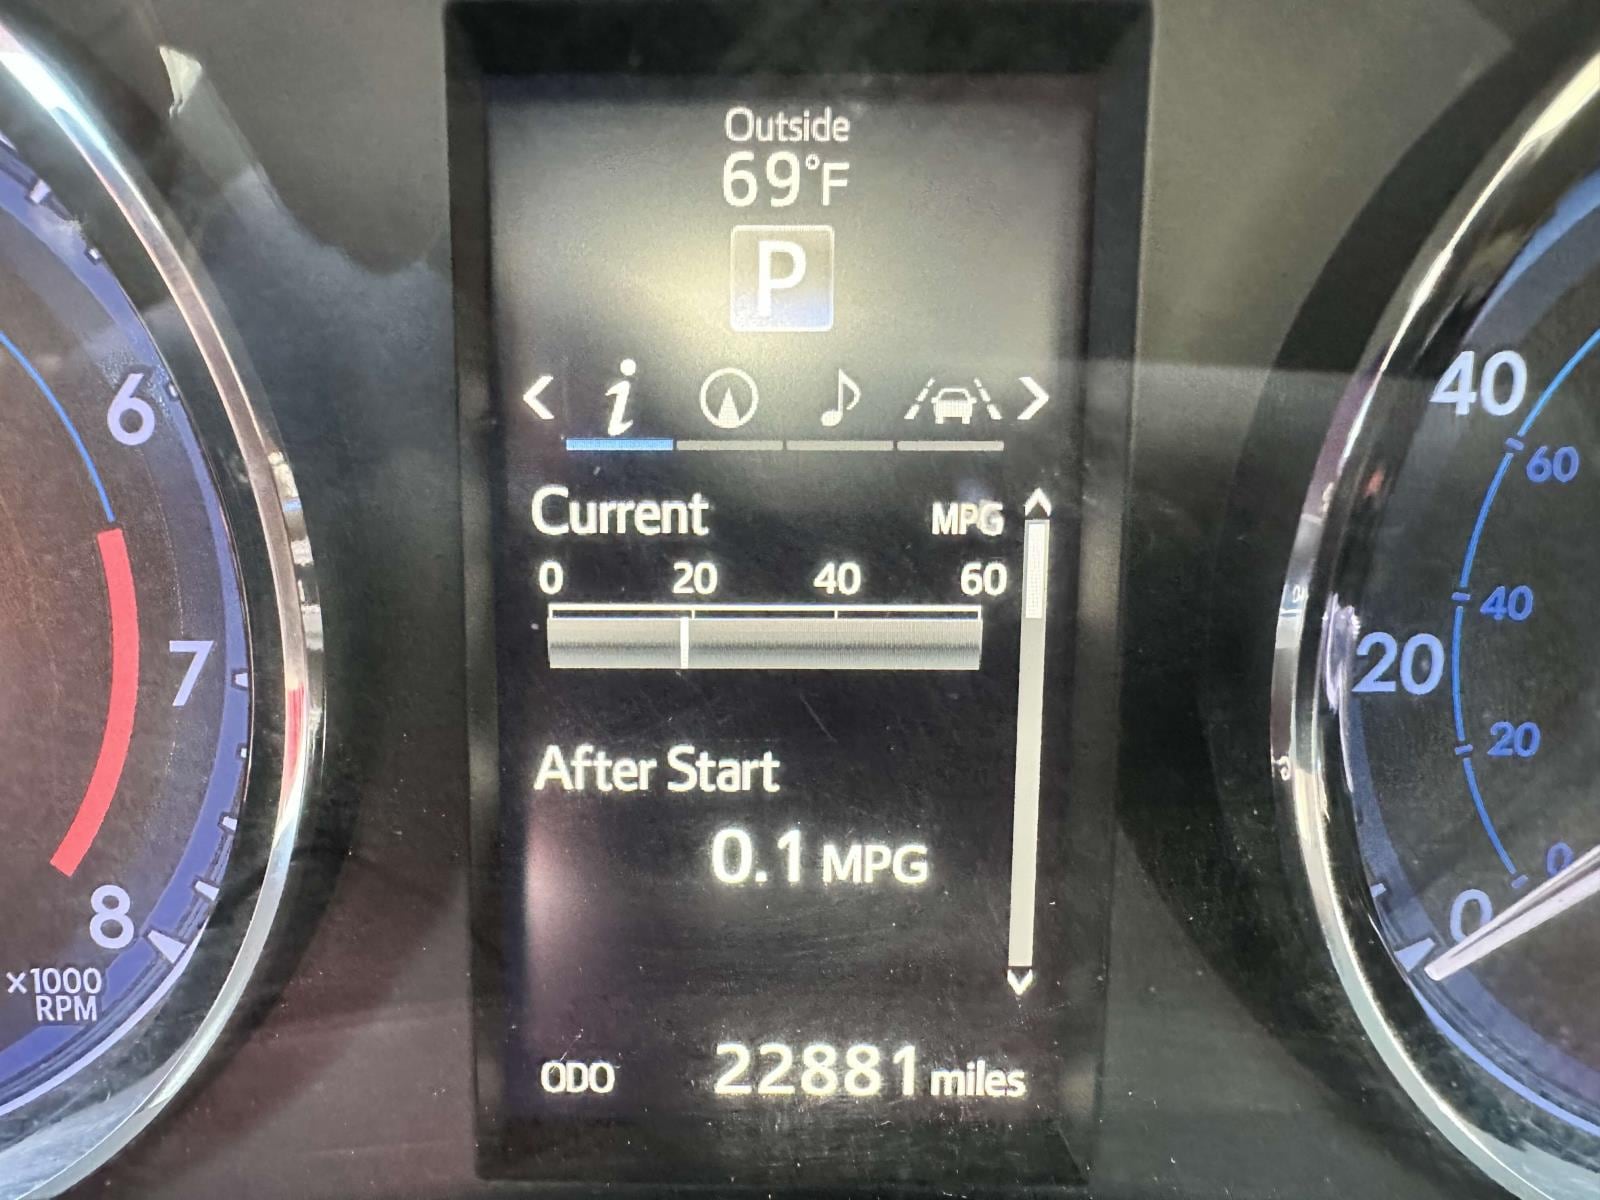 Outside
69°F
P
i
Current MPG
0 20 40 60
After Start
0.1 MPG
ODO 22881 miles
6
7
8
×1000
RPM
40
60
40
20
20
0
0